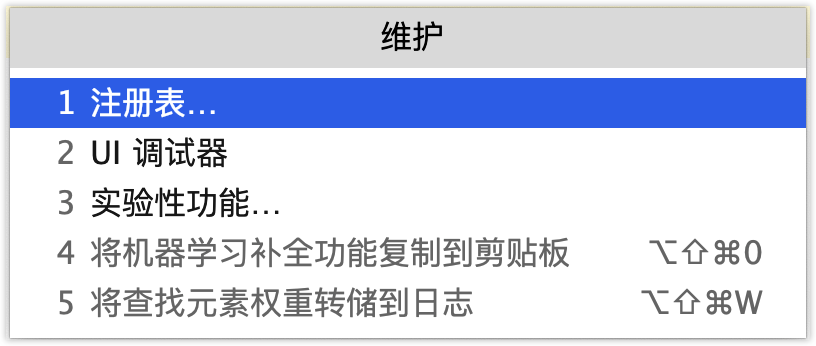 维护
1 注册表...
2 UI 调试器
3 实验性功能...
4 将机器学习补全功能复制到剪贴板 ⌥⇧⌘0
5 将查找元素权重转储到日志 ⌥⇧⌘W